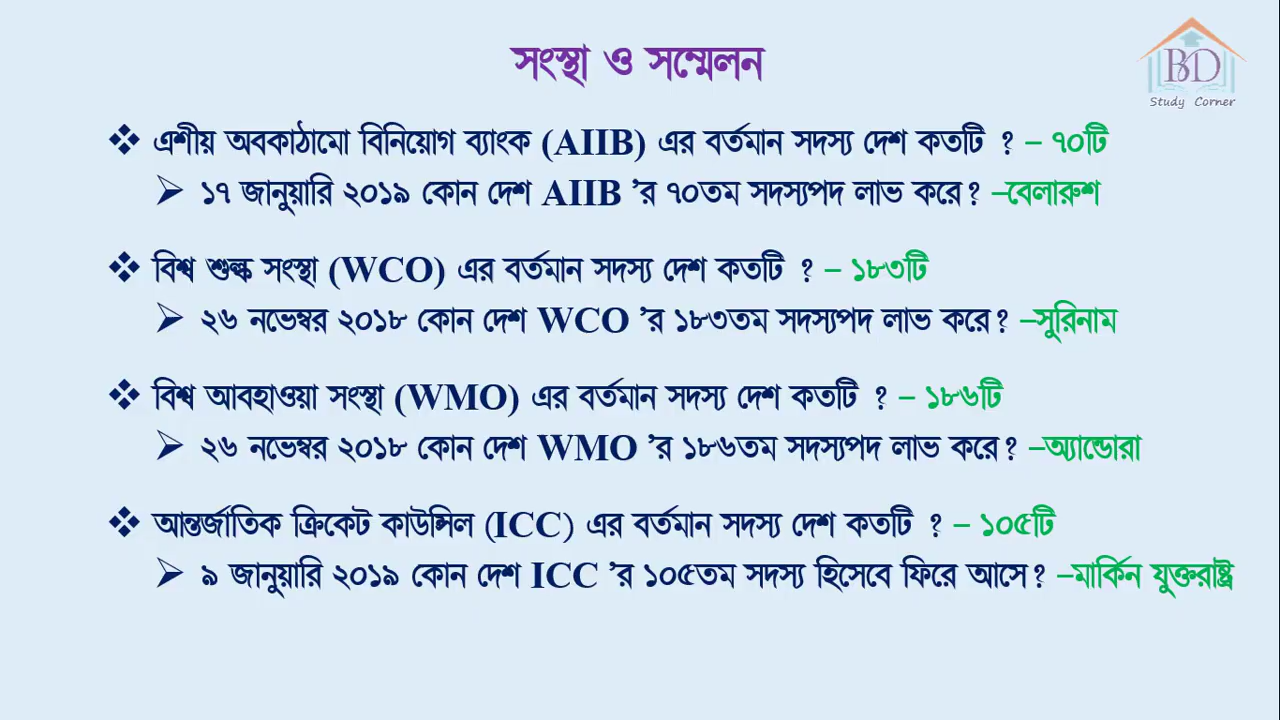 সংস্থা ও সম্মেলন
BD
Study Corner
❖ এশীয় অবকাঠামো বিনিয়োগ ব্যাংক (AIIB) এর বর্তমান সদস্য দেশ কতটি ? – ৭০টি
➢ ১৭ জানুয়ারি ২০১৯ কোন দেশ AIIB ’র ৭০তম সদস্যপদ লাভ করে? –বেলারুশ
❖ বিশ্ব শুল্ক সংস্থা (WCO) এর বর্তমান সদস্য দেশ কতটি ? – ১৮৩টি
➢ ২৬ নভেম্বর ২০১৮ কোন দেশ WCO ’র ১৮৩তম সদস্যপদ লাভ করে? –সুরিনাম
❖ বিশ্ব আবহাওয়া সংস্থা (WMO) এর বর্তমান সদস্য দেশ কতটি ? – ১৮৬টি
➢ ২৬ নভেম্বর ২০১৮ কোন দেশ WMO ’র ১৮৬তম সদস্যপদ লাভ করে? –অ্যান্ডোরা
❖ আন্তর্জাতিক ক্রিকেট কাউন্সিল (ICC) এর বর্তমান সদস্য দেশ কতটি ? – ১০৫টি
➢ ৯ জানুয়ারি ২০১৯ কোন দেশ ICC ’র ১০৫তম সদস্য হিসেবে ফিরে আসে? –মার্কিন যুক্তরাষ্ট্র